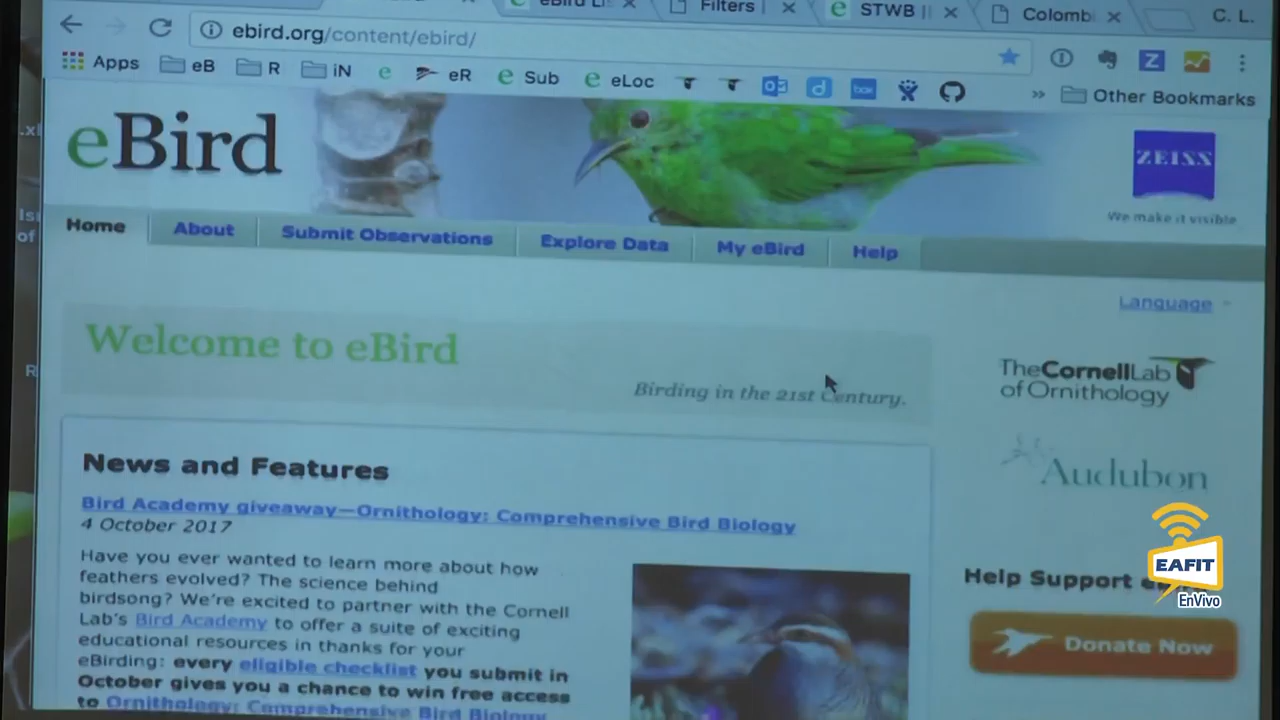 Filters |
STWB |
Colomb
C. L.
ebird.org/content/ebird/
Apps eB R iN eR Sub eLoc Other Bookmarks
eBird
ZEISS
We make it visible
Home About Submit Observations Explore Data My eBird Help
Language
Welcome to eBird
Birding in the 21st Century.
TheCornellLab
of Ornithology
Audubon
News and Features
Bird Academy giveaway—Ornithology: Comprehensive Bird Biology
4 October 2017
Have you ever wanted to learn more about how
feathers evolved? The science behind
birdsong? We're excited to partner with the Cornell
Lab's Bird Academy to offer a suite of exciting
educational resources in thanks for your
eBirding: every eligible checklist you submit in
October gives you a chance to win free access
to Ornithology: Comprehensive Bird Biology
Help Support
Donate Now
EAFIT
EnVivo